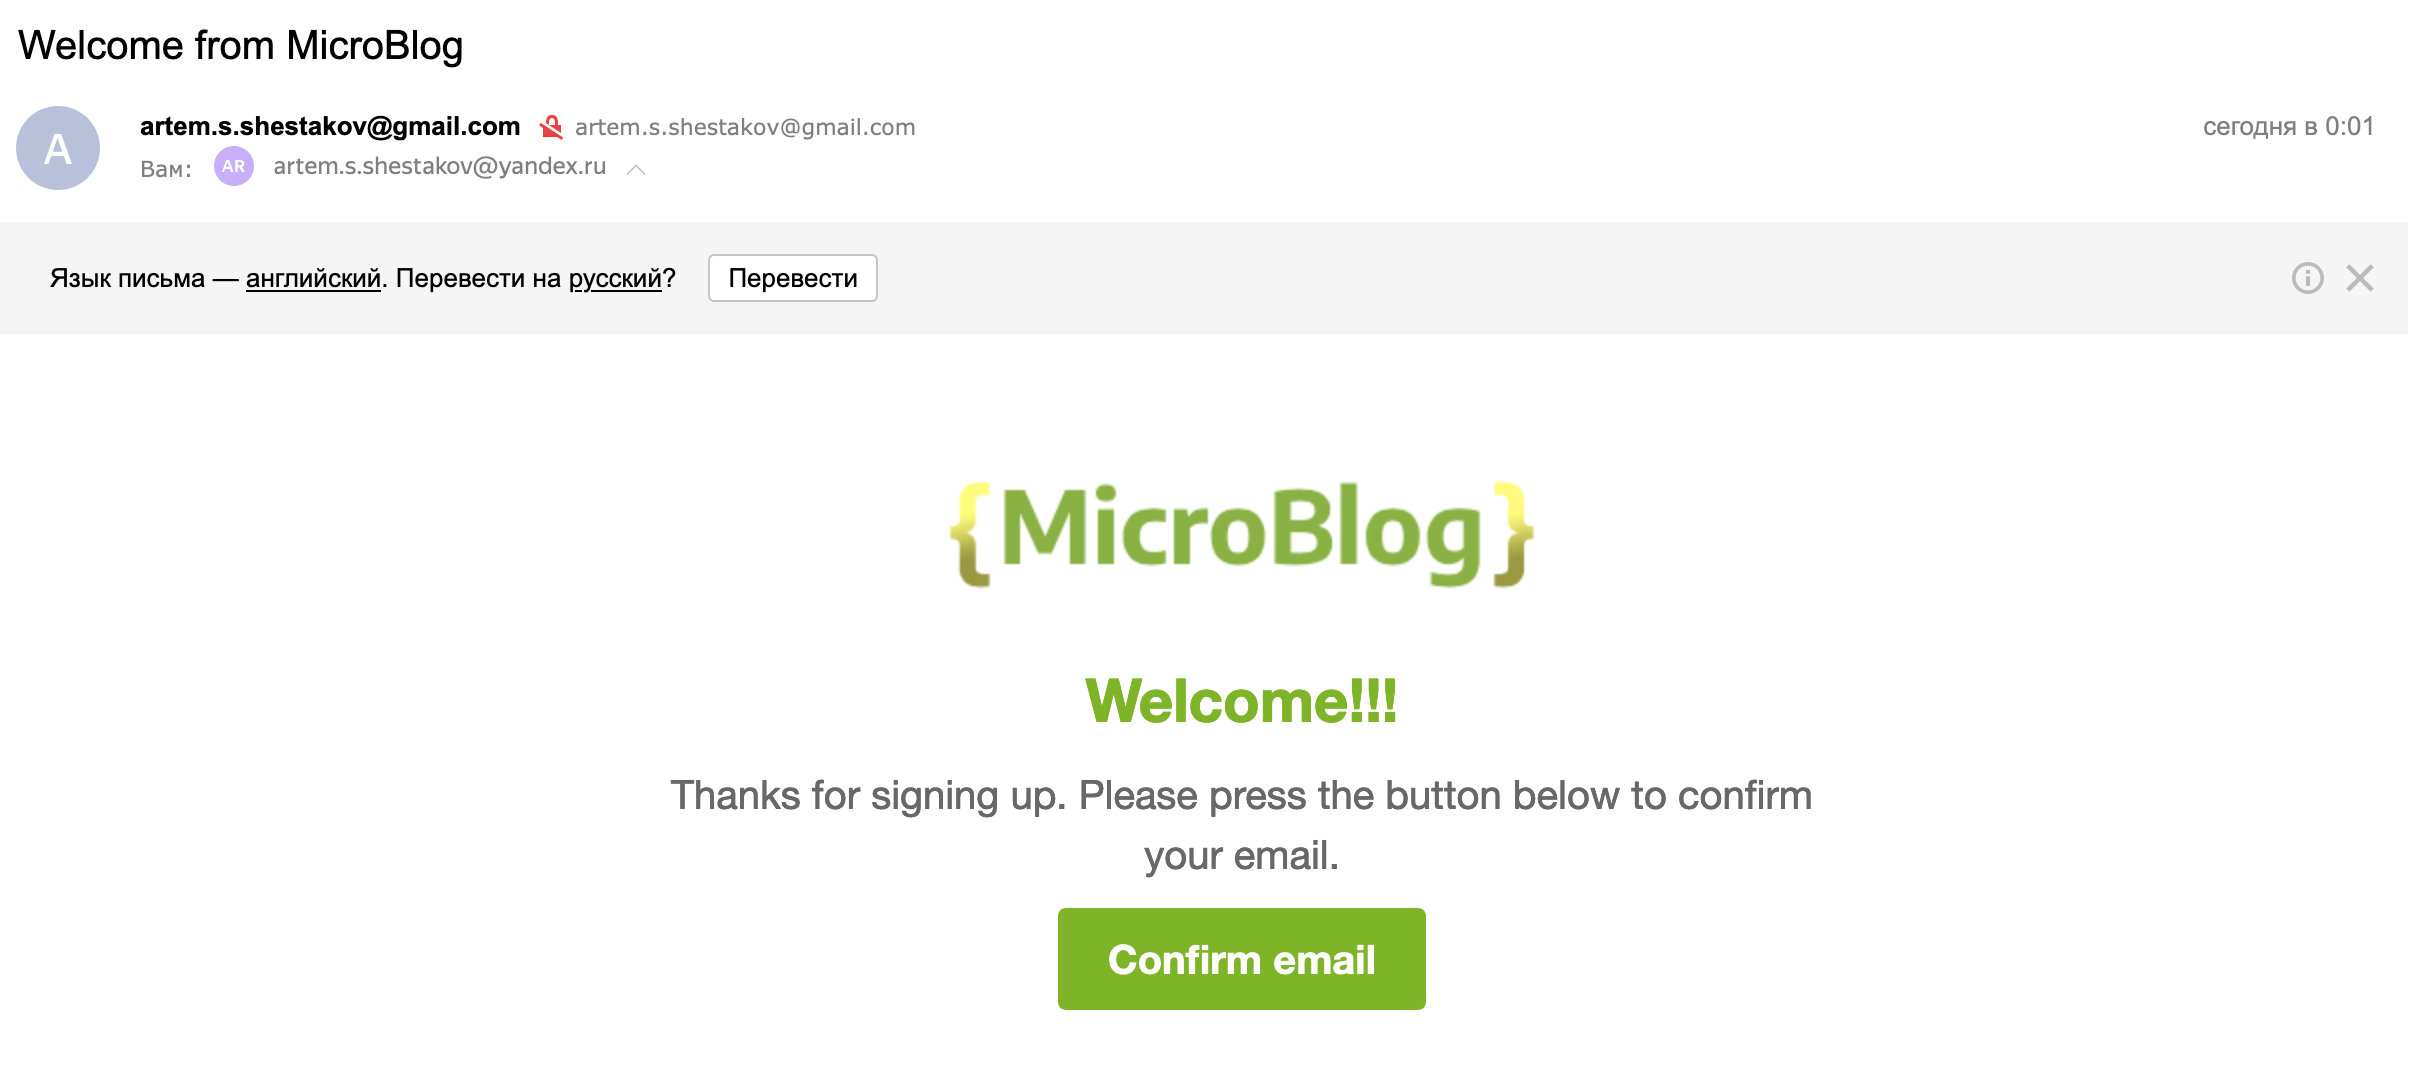 Welcome from MicroBlog
A
artem.s.shestakov@gmail.com artem.s.shestakov@gmail.com сегодня в 0:01
Вам: AR artem.s.shestakov@yandex.ru
Язык письма — английский. Перевести на русский? Перевести
{MicroBlog}
Welcome!!!
Thanks for signing up. Please press the button below to confirm
your email.
Confirm email